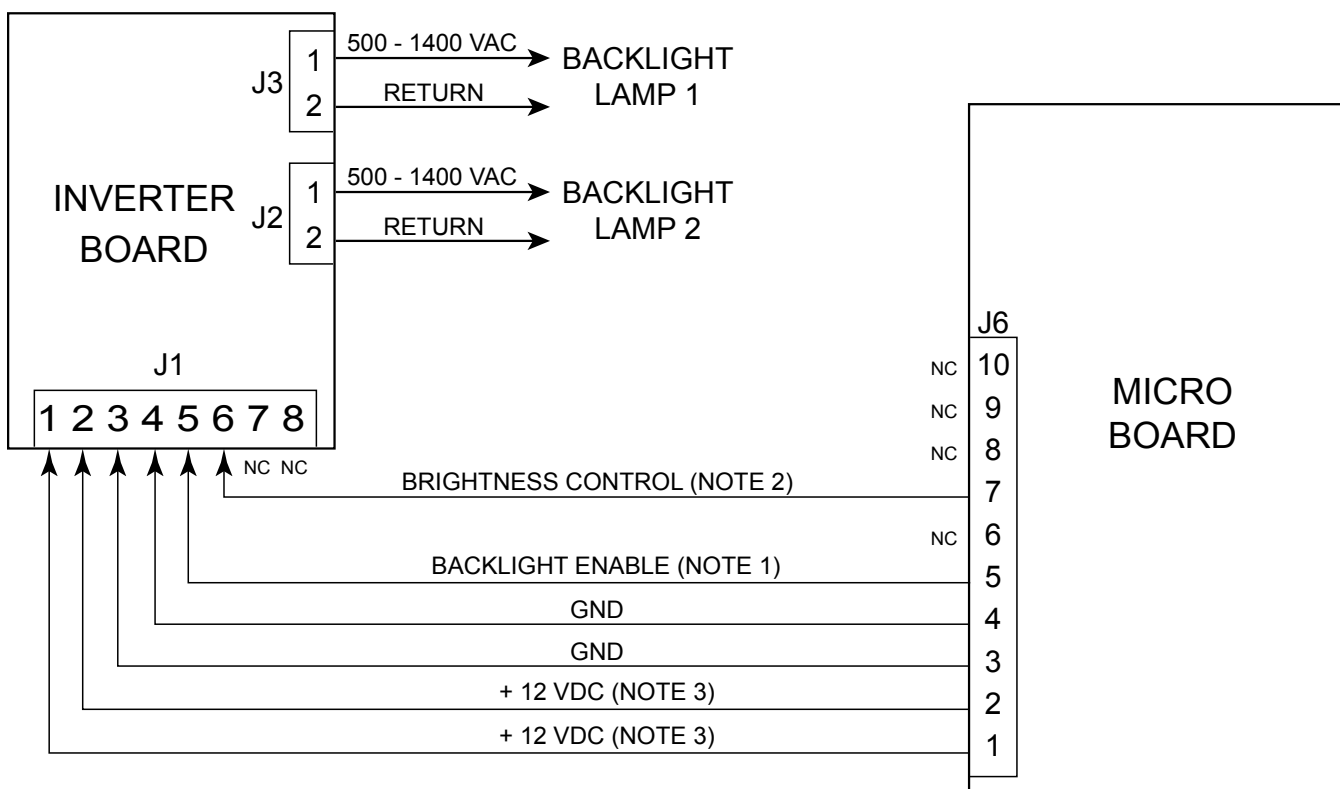 500 - 1400 VAC
1
J3
BACKLIGHT
LAMP 1
RETURN
2
500 - 1400 VAC
1
J2
BACKLIGHT
LAMP 2
RETURN
2
INVERTER
BOARD
J1
1 2 3 4 5 6 7 8
NC NC
J6
NC 10
NC 9
NC 8
BRIGHTNESS CONTROL (NOTE 2) 7
NC 6
BACKLIGHT ENABLE (NOTE 1) 5
GND 4
GND 3
+ 12 VDC (NOTE 3) 2
+ 12 VDC (NOTE 3) 1
MICRO
BOARD